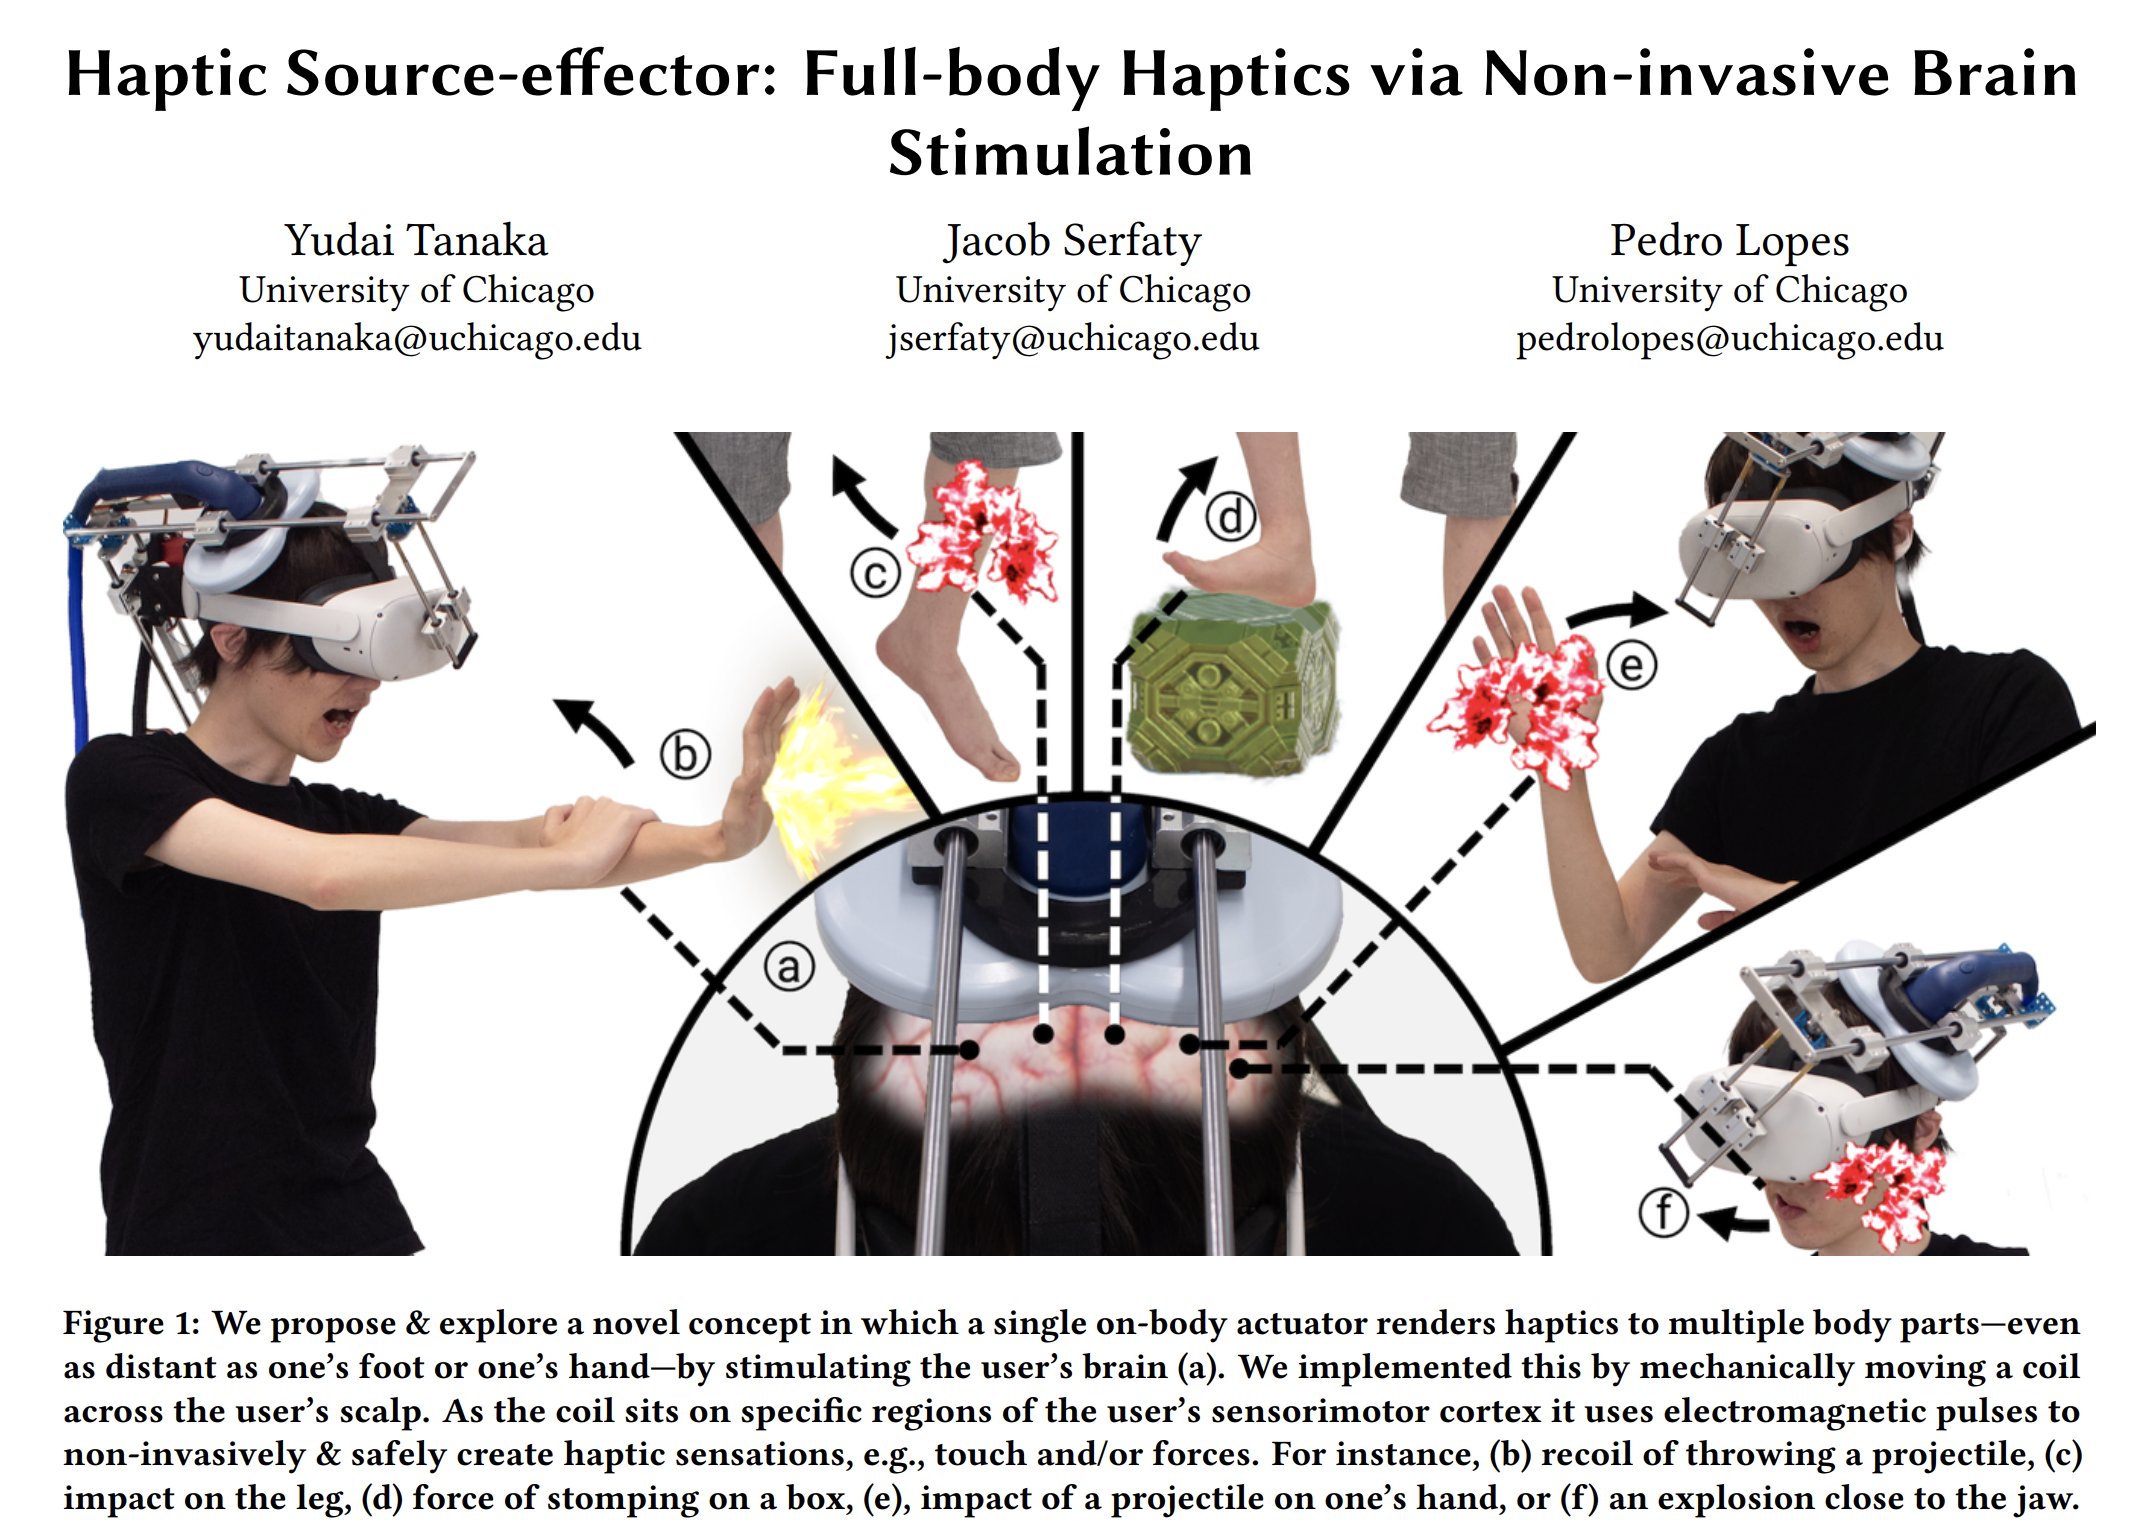 Haptic Source-effector: Full-body Haptics via Non-invasive Brain
Stimulation
Yudai Tanaka
University of Chicago
yudaitanaka@uchicago.edu
Jacob Serfaty
University of Chicago
jserfaty@uchicago.edu
Pedro Lopes
University of Chicago
pedrolopes@uchicago.edu
c
d
e
b
a
f
Figure 1: We propose & explore a novel concept in which a single on-body actuator renders haptics to multiple body parts—even
as distant as one's foot or one's hand—by stimulating the user's brain (a). We implemented this by mechanically moving a coil
across the user's scalp. As the coil sits on specific regions of the user's sensorimotor cortex it uses electromagnetic pulses to
non-invasively & safely create haptic sensations, e.g., touch and/or forces. For instance, (b) recoil of throwing a projectile, (c)
impact on the leg, (d) force of stomping on a box, (e), impact of a projectile on one's hand, or (f) an explosion close to the jaw.